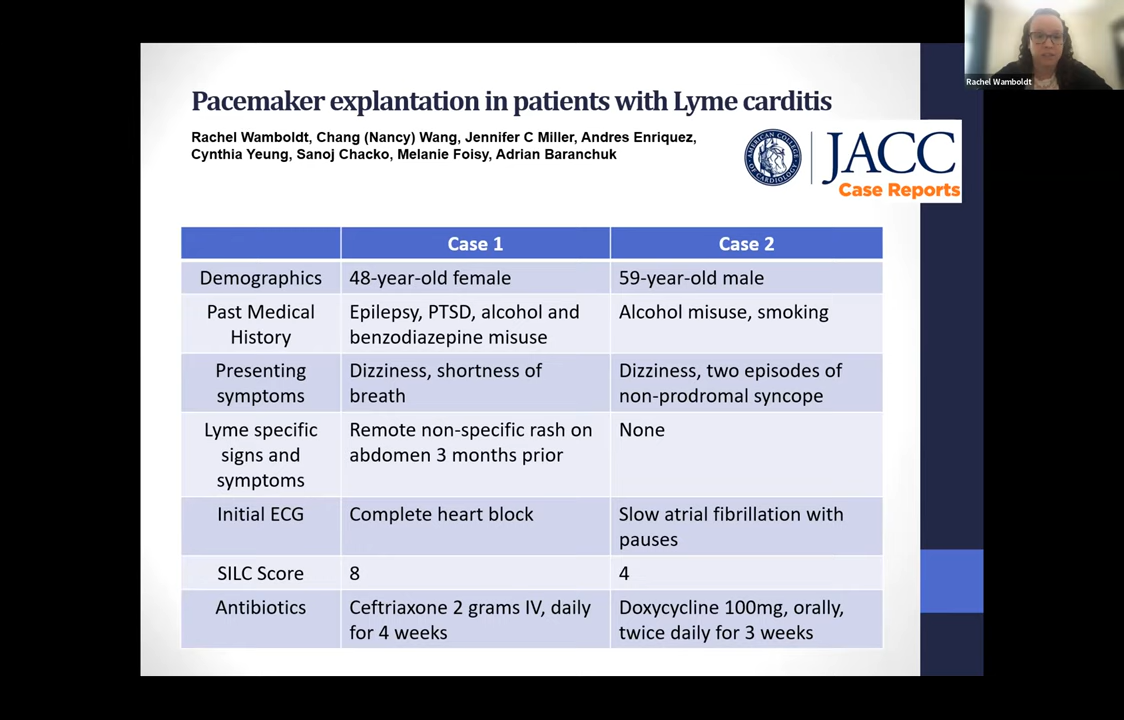 Rachel Wamboldt
Pacemaker explantation in patients with Lyme carditis
Rachel Wamboldt, Chang (Nancy) Wang, Jennifer C Miller, Andres Enriquez,
Cynthia Yeung, Sanoj Chacko, Melanie Foisy, Adrian Baranchuk
AMERICAN COLLEGE OF CARDIOLOGY
JACC
Case Reports
Case 1
Case 2
Demographics
48-year-old female
59-year-old male
Past Medical
History
Epilepsy, PTSD, alcohol and
benzodiazepine misuse
Alcohol misuse, smoking
Presenting
symptoms
Dizziness, shortness of
breath
Dizziness, two episodes of
non-prodromal syncope
Lyme specific
signs and
symptoms
Remote non-specific rash on
abdomen 3 months prior
None
Initial ECG
Complete heart block
Slow atrial fibrillation with
pauses
SILC Score
8
4
Antibiotics
Ceftriaxone 2 grams IV, daily
for 4 weeks
Doxycycline 100mg, orally,
twice daily for 3 weeks